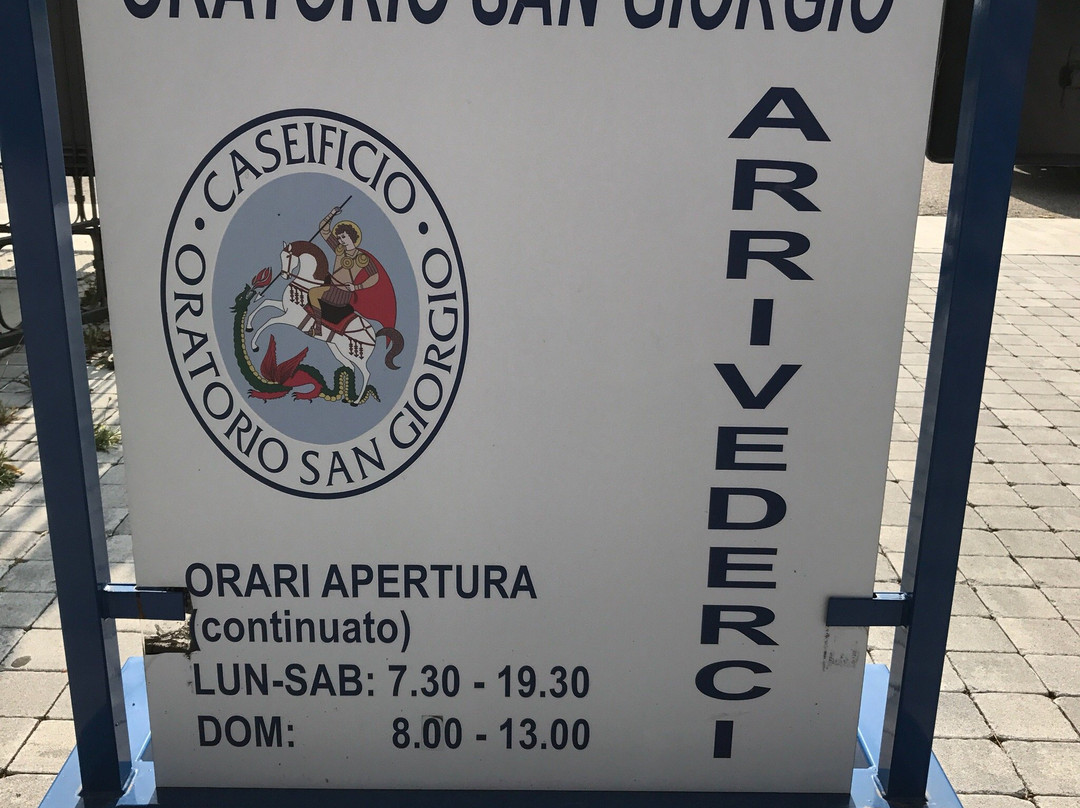 ORATORIO SAN GIORGIO
• CASEIFICIO •
ORATORIO SAN GIORGIO
ARRIVEDERCI
ORARI APERTURA
(continuato)
LUN-SAB: 7.30 - 19.30
DOM: 8.00 - 13.00